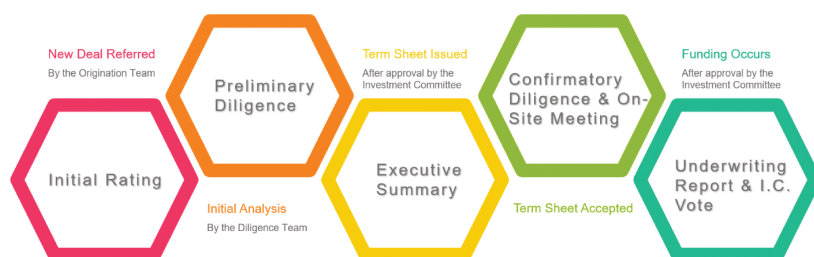 New Deal Referred
By the Origination Team
Initial Rating
Preliminary
Diligence
Initial Analysis
By the Diligence Team
Term Sheet Issued
After approval by the
Investment Committee
Executive
Summary
Confirmatory
Diligence & On-
Site Meeting
Term Sheet Accepted
Funding Occurs
After approval by the
Investment Committee
Underwriting
Report & I.C.
Vote